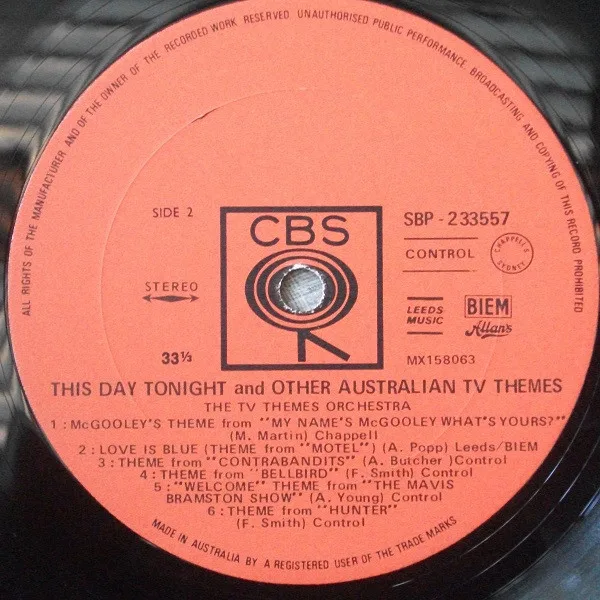 ALL RIGHTS OF THE MANUFACTURER AND OF THE OWNER OF THE RECORDED WORK RESERVED UNAUTHORISED PUBLIC PERFORMANCE, BROADCASTING AND COPYING OF THIS RECORD PROHIBITED
SIDE 2
CBS
SBP - 233557
CONTROL
CHAPPELL'S SYDNEY
STEREO
LEEDS
MUSIC
BIEM
Allan's
33⅓
MX158063
THIS DAY TONIGHT and OTHER AUSTRALIAN TV THEMES
THE TV THEMES ORCHESTRA
1 : McGOOLEY'S THEME from "MY NAME'S McGOOLEY WHAT'S YOURS?"
(M. Martin) Chappell
2 : LOVE IS BLUE (THEME from "MOTEL") (A. Popp) Leeds/BIEM
3 : THEME from "CONTRABANDITS" (A. Butcher )Control
4 : THEME from "BELLBIRD" (F. Smith) Control
5 : "WELCOME" THEME from "THE MAVIS
BRAMSTON SHOW" (A. Young) Control
6 : THEME from "HUNTER"
(F. Smith) Control
MADE IN AUSTRALIA BY A REGISTERED USER OF THE TRADE MARKS